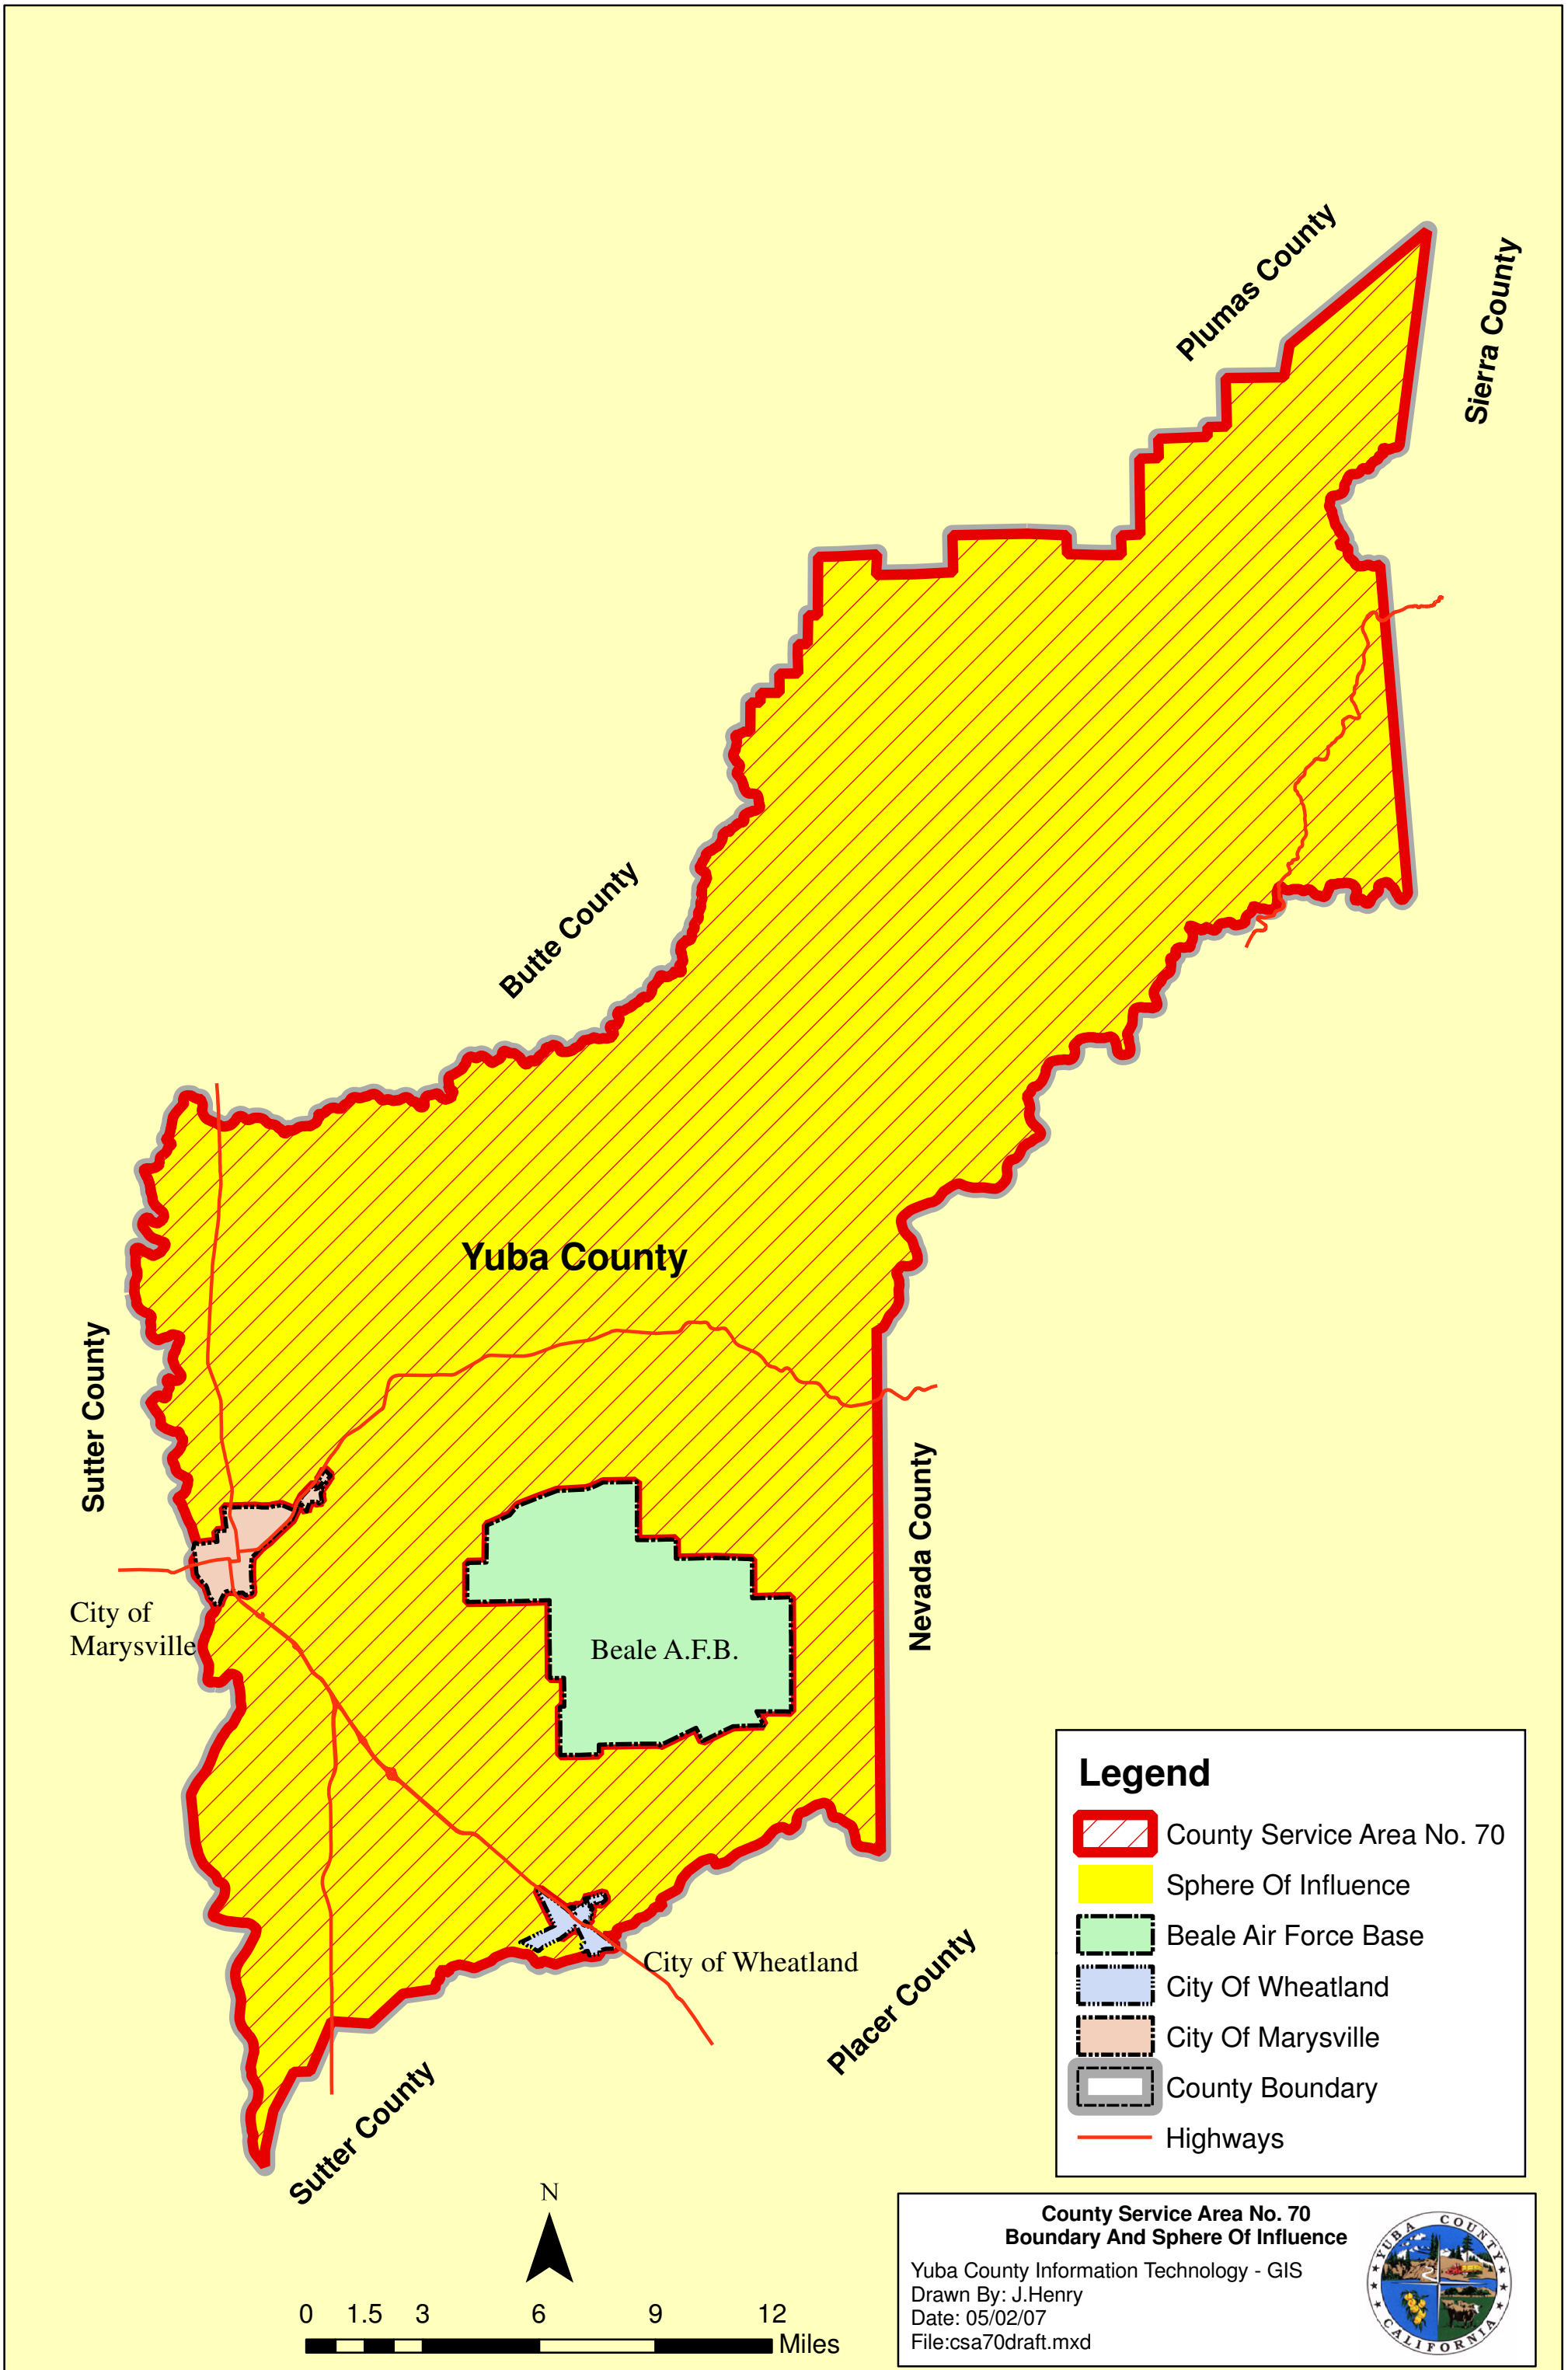 Plumas County
Sierra County
Butte County
Yuba County
Sutter County
Nevada County
City of
Marysville
Beale A.F.B.
City of Wheatland
Placer County
Sutter County
Legend
County Service Area No. 70
Sphere Of Influence
Beale Air Force Base
City Of Wheatland
City Of Marysville
County Boundary
Highways
N
0 1.5 3 6 9 12
Miles
County Service Area No. 70
Boundary And Sphere Of Influence
Yuba County Information Technology - GIS
Drawn By: J.Henry
Date: 05/02/07
File:csa70draft.mxd
YUBA COUNTY
CALIFORNIA